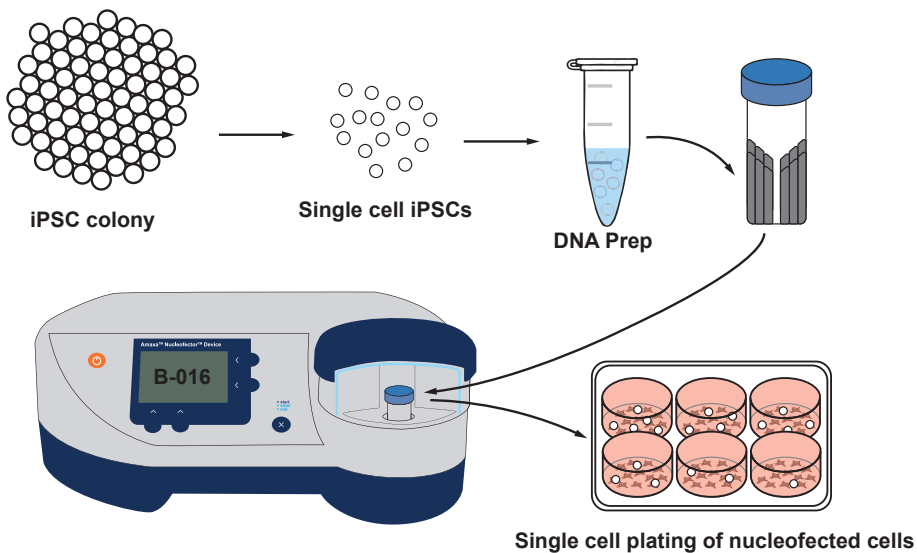 iPSC colony
Single cell iPSCs
DNA Prep
Amaxa™ Nucleofector™ Device
B-016
Single cell plating of nucleofected cells